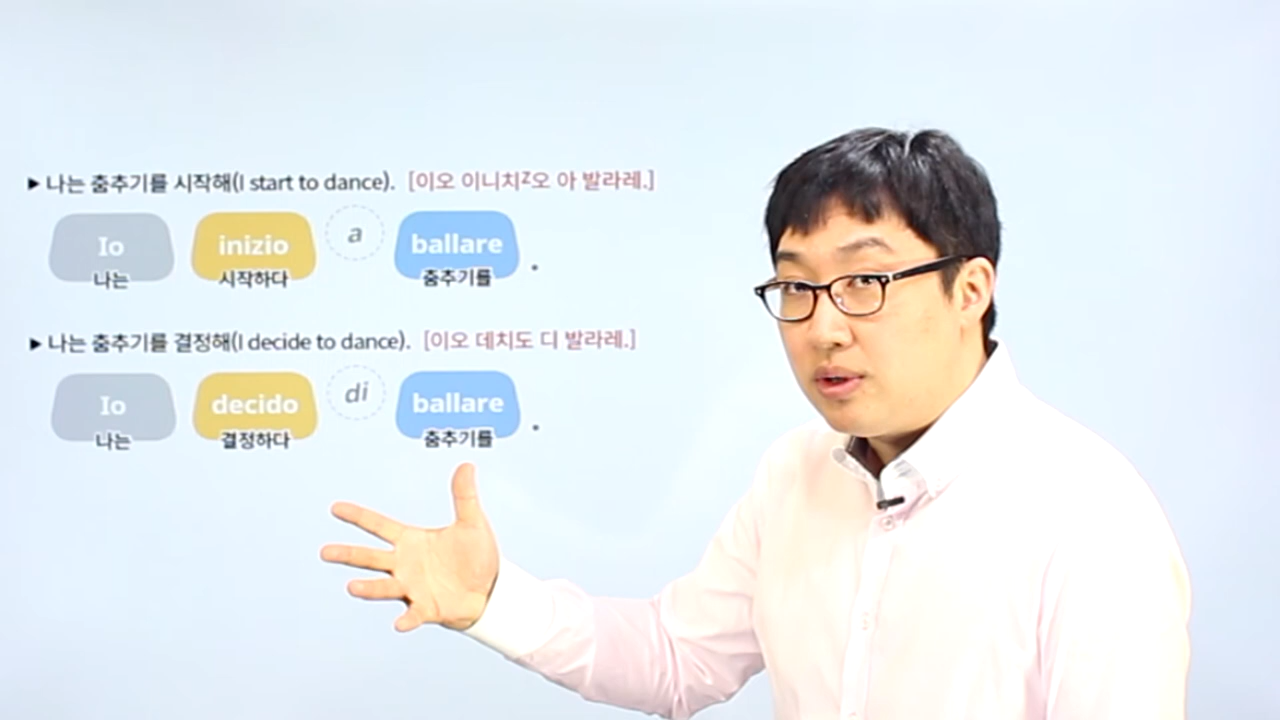 ▶ 나는 춤추기를 시작해(I start to dance). [이오 이니치ᶻ오 아 발라레.]
Io inizio a ballare .
나는 시작하다 춤추기를
▶ 나는 춤추기를 결정해(I decide to dance). [이오 데치도 디 발라레.]
Io decido di ballare .
나는 결정하다 춤추기를